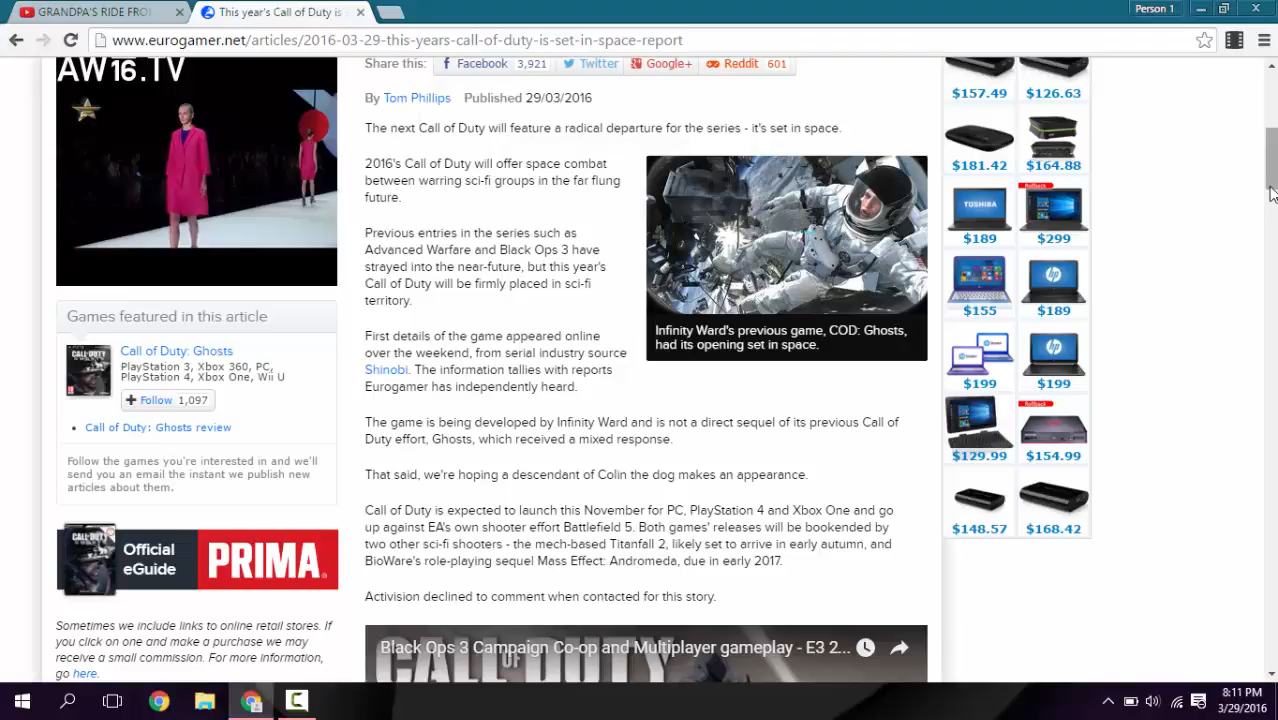 GRANDPA'S RIDE FROM
This year's Call of Duty is
Person 1
www.eurogamer.net/articles/2016-03-29-this-years-call-of-duty-is-set-in-space-report
AW16.TV
Share this: Facebook 3,921 Twitter Google+ Reddit 601
By Tom Phillips Published 29/03/2016
The next Call of Duty will feature a radical departure for the series - it's set in space.
2016's Call of Duty will offer space combat
between warring sci-fi groups in the far flung
future.
Previous entries in the series such as
Advanced Warfare and Black Ops 3 have
strayed into the near-future, but this year's
Call of Duty will be firmly placed in sci-fi
territory.
First details of the game appeared online
over the weekend, from serial industry source
Shinobi. The information tallies with reports
Eurogamer has independently heard.
Infinity Ward's previous game, COD: Ghosts,
had its opening set in space.
The game is being developed by Infinity Ward and is not a direct sequel of its previous Call of
Duty effort, Ghosts, which received a mixed response.
That said, we're hoping a descendant of Colin the dog makes an appearance.
Call of Duty is expected to launch this November for PC, PlayStation 4 and Xbox One and go
up against EA's own shooter effort Battlefield 5. Both games' releases will be bookended by
two other sci-fi shooters - the mech-based Titanfall 2, likely set to arrive in early autumn, and
BioWare's role-playing sequel Mass Effect: Andromeda, due in early 2017.
Activision declined to comment when contacted for this story.
Black Ops 3 Campaign Co-op and Multiplayer gameplay - E3 2...
CALL OF DUTY
Games featured in this article
Call of Duty: Ghosts
PlayStation 3, Xbox 360, PC,
PlayStation 4, Xbox One, Wii U
Follow 1,097
Call of Duty: Ghosts review
Follow the games you're interested in and we'll
send you an email the instant we publish new
articles about them.
Official
eGuide
PRIMA
Sometimes we include links to online retail stores. If
you click on one and make a purchase we may
receive a small commission. For more information,
go here.
$157.49 $126.63
$181.42 $164.88
TOSHIBA Rollback
$189 $299
hp
$155 $189
hp
$199 $199
Rollback
$129.99 $154.99
$148.57 $168.42
8:11 PM
3/29/2016